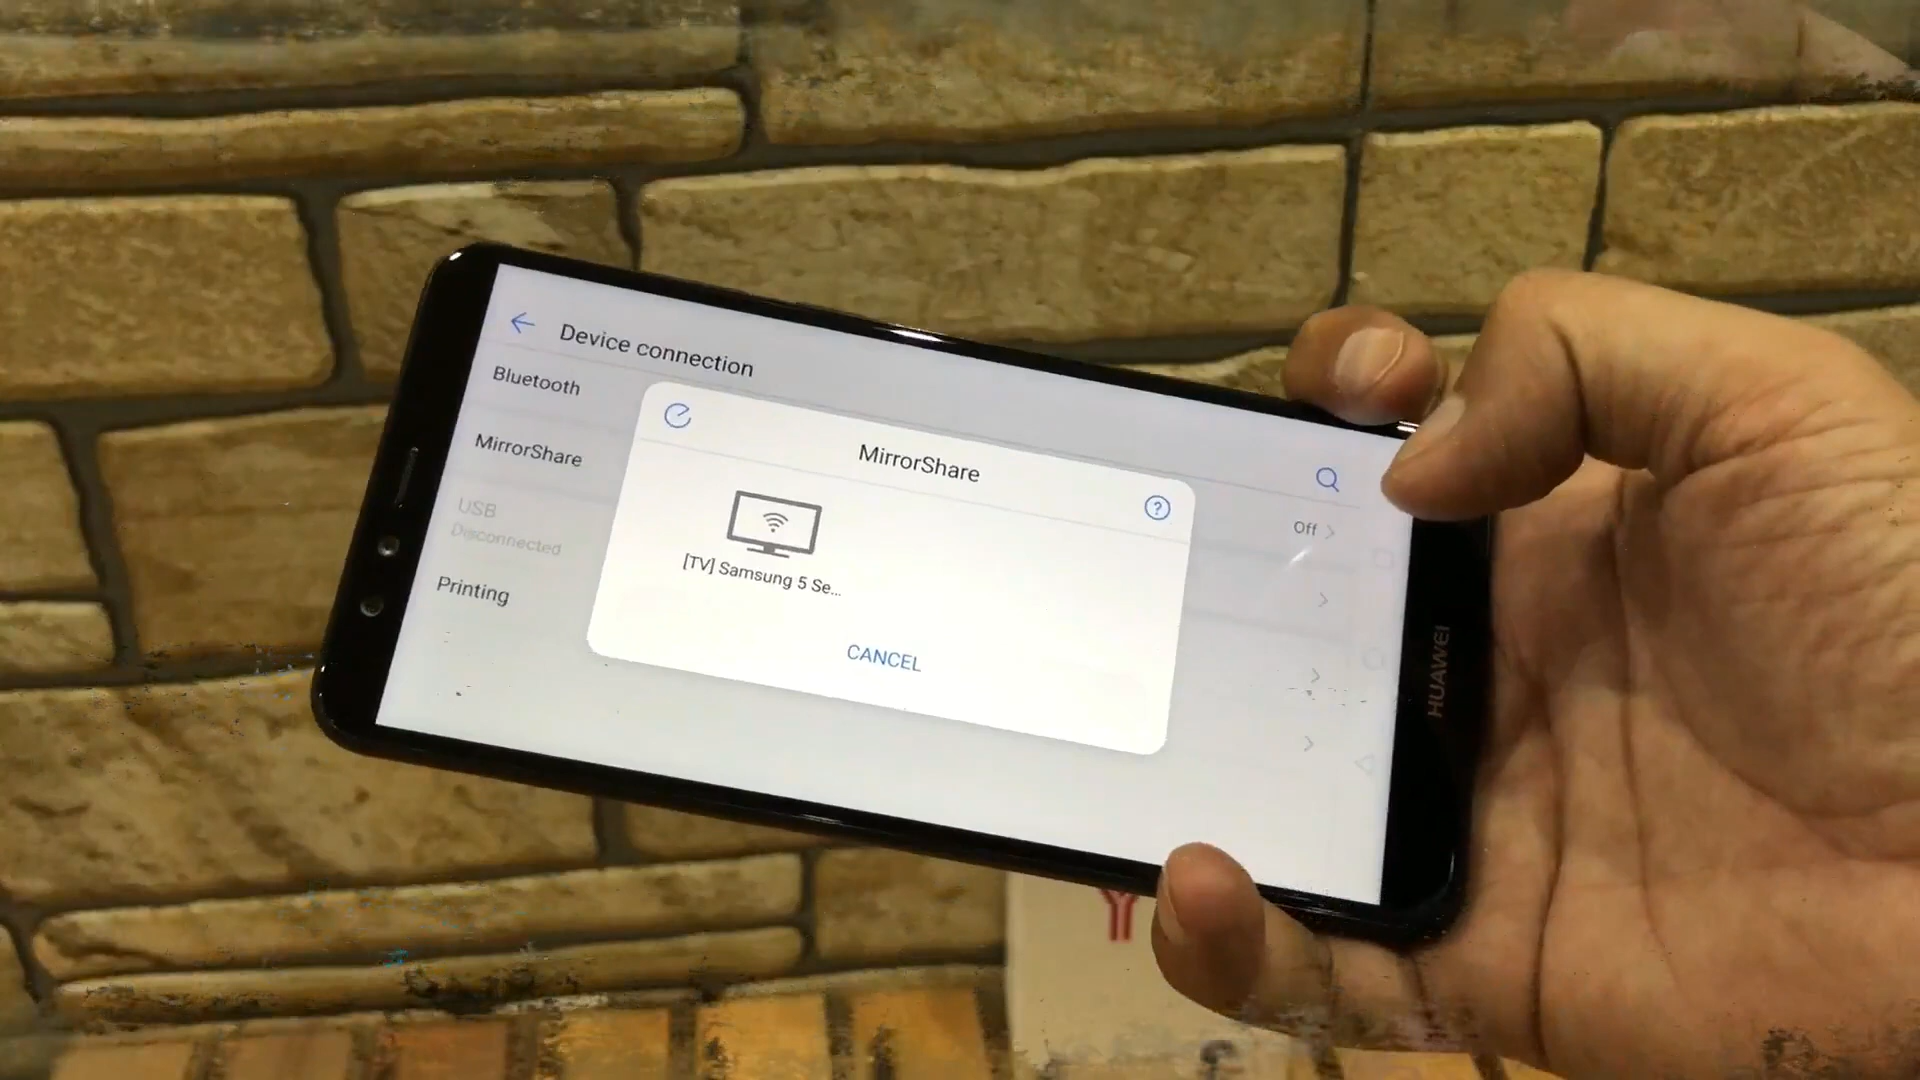 Device connection
Bluetooth
Off
MirrorShare
USB
Disconnected
Printing
MirrorShare
[TV] Samsung 5 Se...
CANCEL
HUAWEI
Y